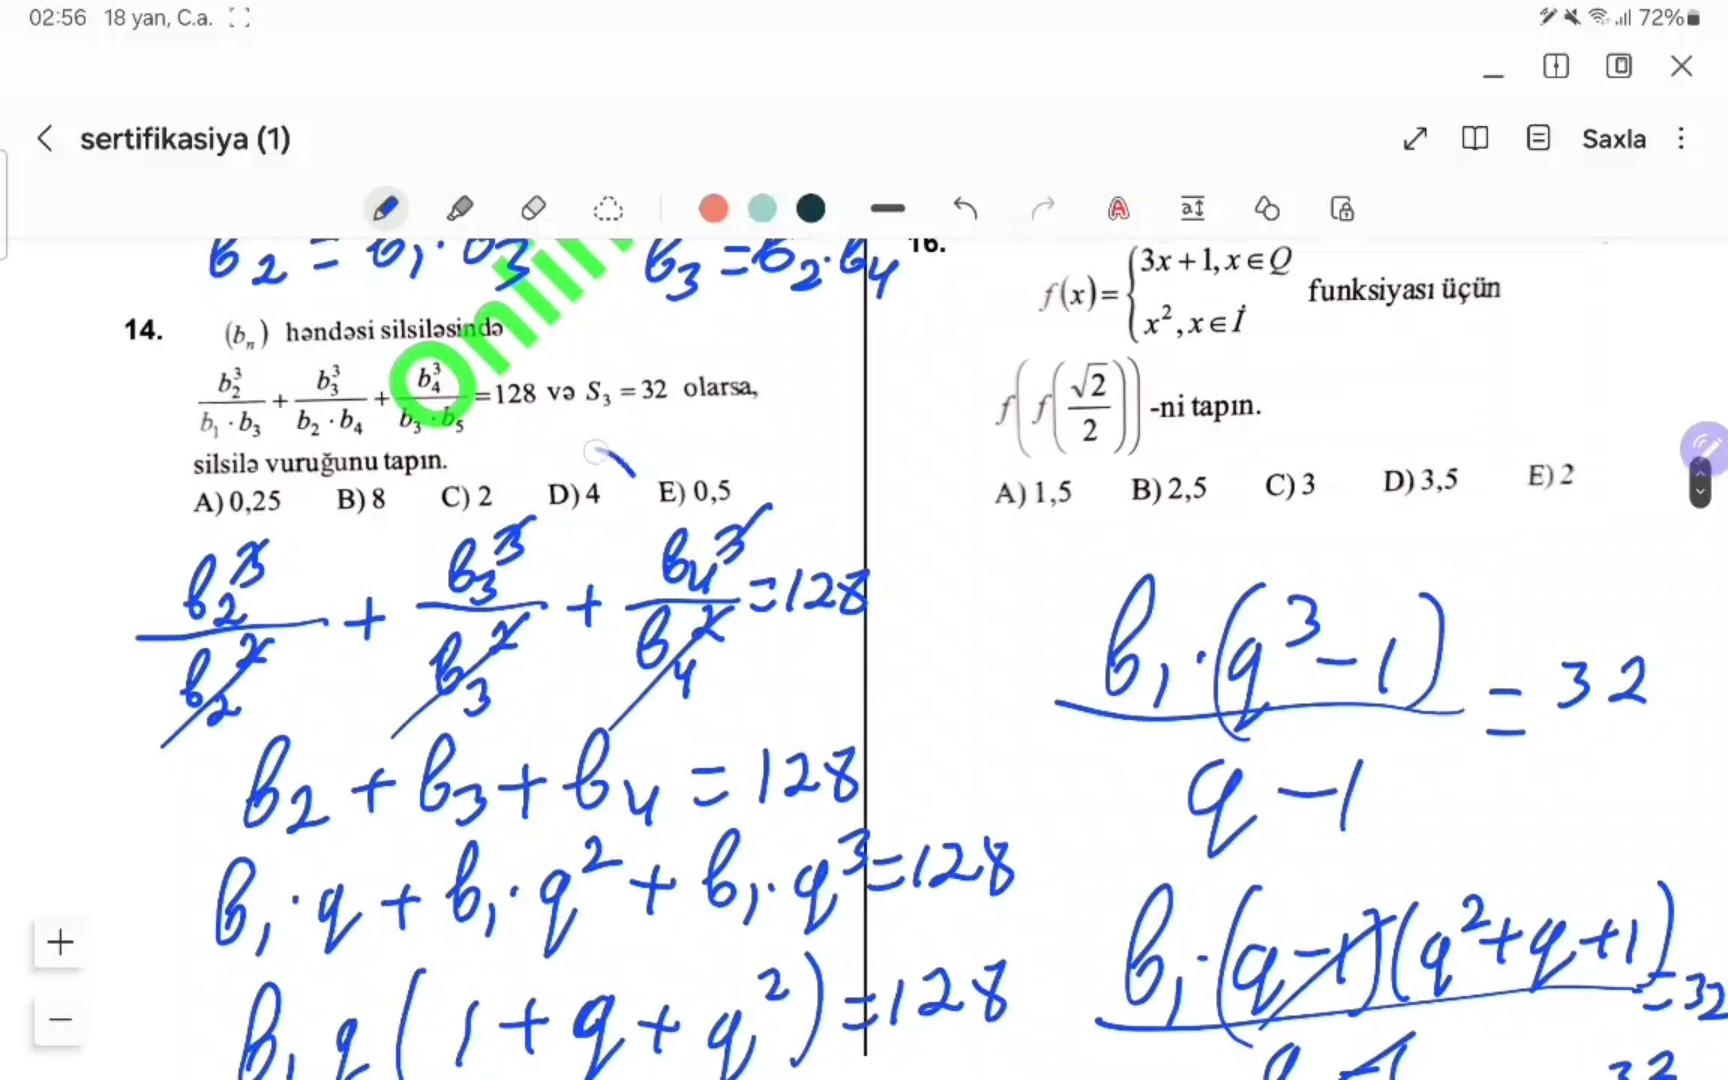 02:56 18 yan, C.a. 72%
sertifikasiya (1) Saxla
b₂² = b₁ · b₃ b₃² = b₂ · b₄
14. (bₙ) həndəsi silsiləsində
b₂³/(b₁ · b₃) + b₃³/(b₂ · b₄) + b₄³/(b₃ · b₅) = 128 və S₃ = 32 olarsa,
silsilə vuruğunu tapın.
A) 0,25 B) 8 C) 2 D) 4 E) 0,5
b₂³/b₂² + b₃³/b₃² + b₄³/b₄² = 128
b₂ + b₃ + b₄ = 128
b₁ · q + b₁ · q² + b₁ · q³ = 128
b₁ q (1 + q + q²) = 128
16. f(x) = {3x + 1, x ∈ Q
x², x ∈ İ funksiyası üçün
f(f(√2/2)) -ni tapın.
A) 1,5 B) 2,5 C) 3 D) 3,5 E) 2
b₁ · (q³ − 1)/(q − 1) = 32
b₁ · (q − 1)(q² + q + 1)/(q − 1) = 32
32